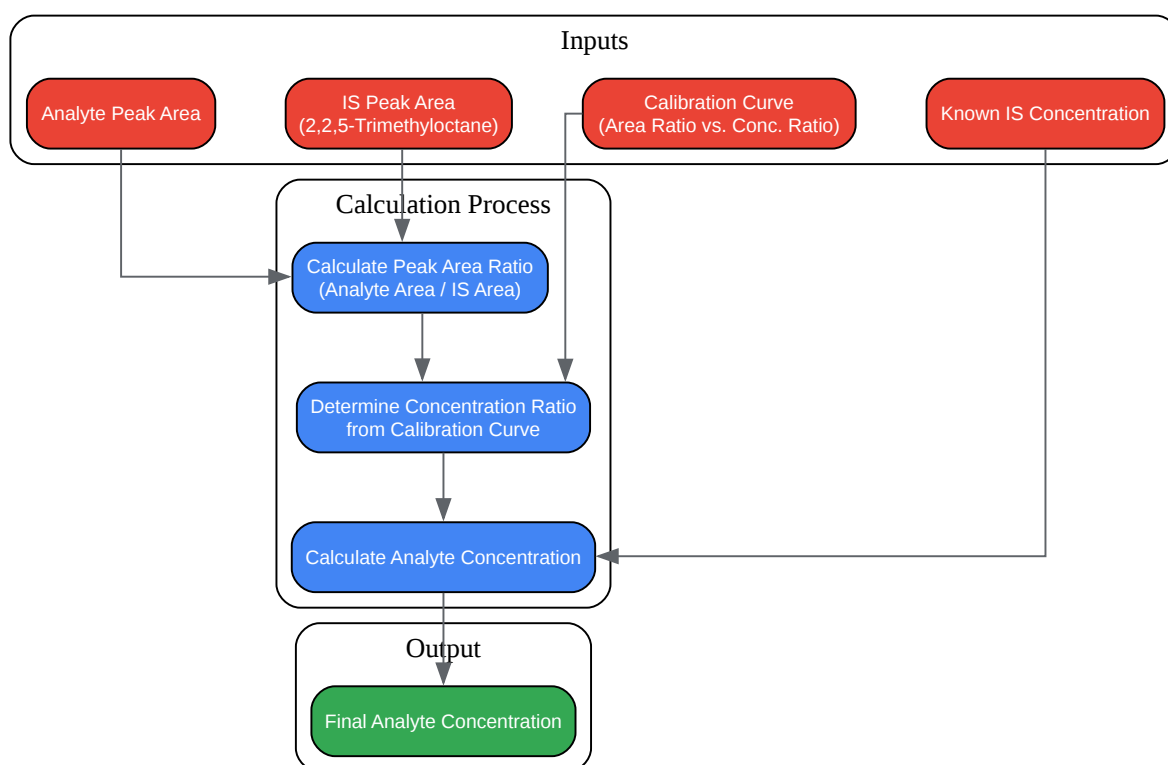 Inputs
Analyte Peak Area
IS Peak Area
(2,2,5-Trimethyloctane)
Calibration Curve
(Area Ratio vs. Conc. Ratio)
Known IS Concentration
Calculation Process
Calculate Peak Area Ratio
(Analyte Area / IS Area)
Determine Concentration Ratio
from Calibration Curve
Calculate Analyte Concentration
Output
Final Analyte Concentration